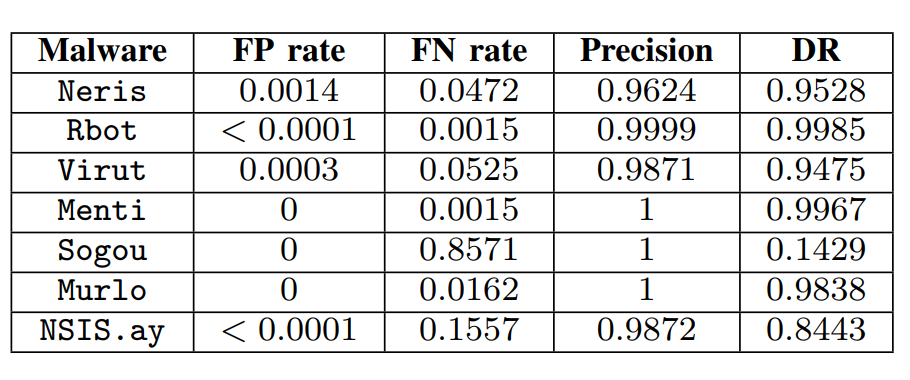 Malware FP rate FN rate Precision DR
Neris 0.0014 0.0472 0.9624 0.9528
Rbot < 0.0001 0.0015 0.9999 0.9985
Virut 0.0003 0.0525 0.9871 0.9475
Menti 0 0.0015 1 0.9967
Sogou 0 0.8571 1 0.1429
Murlo 0 0.0162 1 0.9838
NSIS.ay < 0.0001 0.1557 0.9872 0.8443